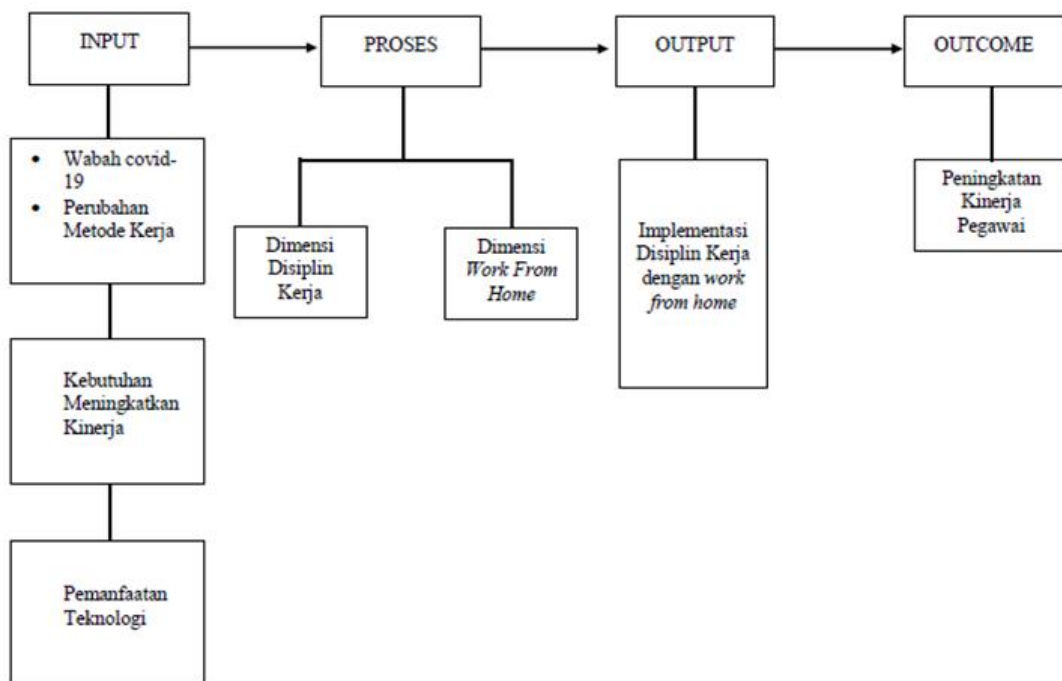 INPUT
PROSES
OUTPUT
OUTCOME
• Wabah covid-
19
• Perubahan
Metode Kerja
Kebutuhan
Meningkatkan
Kinerja
Pemanfaatan
Teknologi
Dimensi
Disiplin
Kerja
Dimensi
Work From
Home
Implementasi
Disiplin Kerja
dengan work
from home
Peningkatan
Kinerja
Pegawai